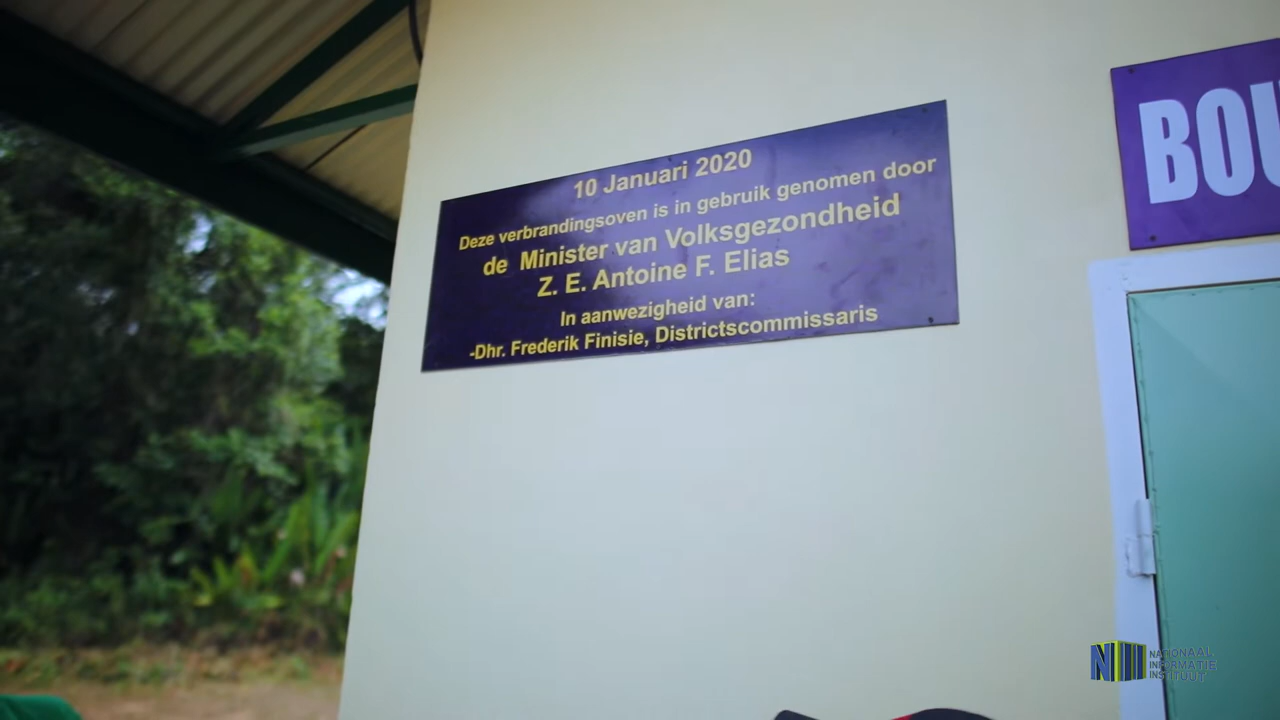 10 Januari 2020
Deze verbrandingsoven is in gebruik genomen door
de Minister van Volksgezondheid
Z. E. Antoine F. Elias
In aanwezigheid van:
-Dhr. Frederik Finisie, Districtscommissaris
BOU
NATIONAAL
INFORMATIE
INSTITUUT